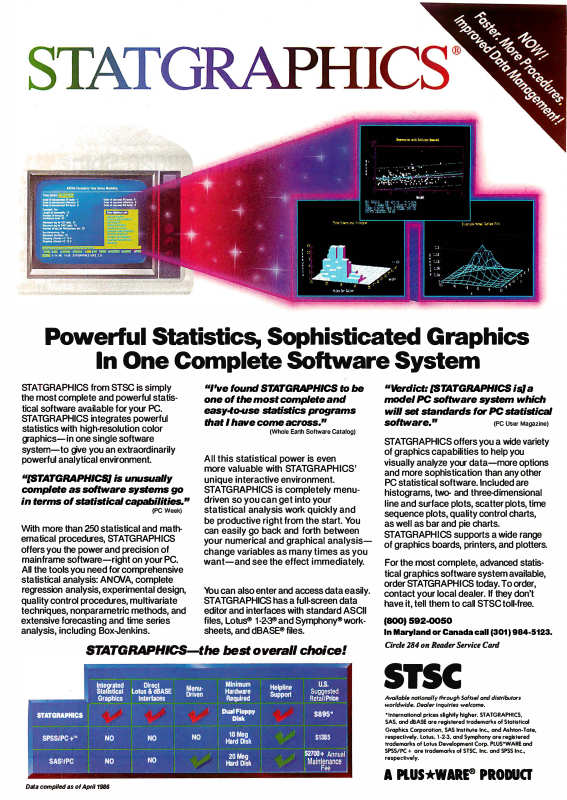 STATGRAPHICS®
NOW!
Faster, More Procedures,
Improved Data Management!
Powerful Statistics, Sophisticated Graphics
In One Complete Software System
STATGRAPHICS from STSC is simply
the most complete and powerful statis-
tical software available for your PC.
STATGRAPHICS integrates powerful
statistics with high-resolution color
graphics—in one single software
system—to give you an extraordinarily
powerful analytical environment.
"[STATGRAPHICS] is unusually
complete as software systems go
in terms of statistical capabilities."
(PC Week)
With more than 250 statistical and math-
ematical procedures, STATGRAPHICS
offers you the power and precision of
mainframe software—right on your PC.
All the tools you need for comprehensive
statistical analysis: ANOVA, complete
regression analysis, experimental design,
quality control procedures, multivariate
techniques, nonparametric methods, and
extensive forecasting and time series
analysis, including Box-Jenkins.
"I've found STATGRAPHICS to be
one of the most complete and
easy-to-use statistics programs
that I have come across."
(Whole Earth Software Catalog)
All this statistical power is even
more valuable with STATGRAPHICS'
unique interactive environment.
STATGRAPHICS is completely menu-
driven so you can get into your
statistical analysis work quickly and
be productive right from the start. You
can easily go back and forth between
your numerical and graphical analysis—
change variables as many times as you
want—and see the effect immediately.
You can also enter and access data easily.
STATGRAPHICS has a full-screen data
editor and interfaces with standard ASCII
files, Lotus® 1-2-3® and Symphony® work-
sheets, and dBASE® files.
"Verdict: [STATGRAPHICS is] a
model PC software system which
will set standards for PC statistical
software."
(PC User Magazine)
STATGRAPHICS offers you a wide variety
of graphics capabilities to help you
visually analyze your data—more options
and more sophistication than any other
PC statistical software. Included are
histograms, two- and three-dimensional
line and surface plots, scatter plots, time
sequence plots, quality control charts,
as well as bar and pie charts.
STATGRAPHICS supports a wide range
of graphics boards, printers, and plotters.
For the most complete, advanced statis-
tical graphics software system available,
order STATGRAPHICS today. To order,
contact your local dealer. If they don't
have it, tell them to call STSC toll-free.
(800) 592-0050
In Maryland or Canada call (301) 984-5123.
Circle 284 on Reader Service Card
STATGRAPHICS—the best overall choice!
Integrated Statistical Graphics | Direct Lotus & dBASE Interfaces | Menu-Driven | Minimum Hardware Required | Helpline Support | U.S. Suggested Retail Price
STATGRAPHICS Dual Floppy Disk $895*
SPSS/PC+™ NO NO NO 10 Meg Hard Disk $1385
SAS®/PC NO NO 20 Meg Hard Disk $2700+ Annual Maintenance Fee
Data compiled as of April 1986
STSC
Available nationally through Softsel and distributors
worldwide. Dealer inquiries welcome.
*International prices slightly higher. STATGRAPHICS,
SAS, and dBASE are registered trademarks of Statistical
Graphics Corporation, SAS Institute Inc., and Ashton-Tate,
respectively. Lotus, 1-2-3, and Symphony are registered
trademarks of Lotus Development Corp. PLUS*WARE and
SPSS/PC+ are trademarks of STSC, Inc. and SPSS Inc.,
respectively.
A PLUS★WARE® PRODUCT